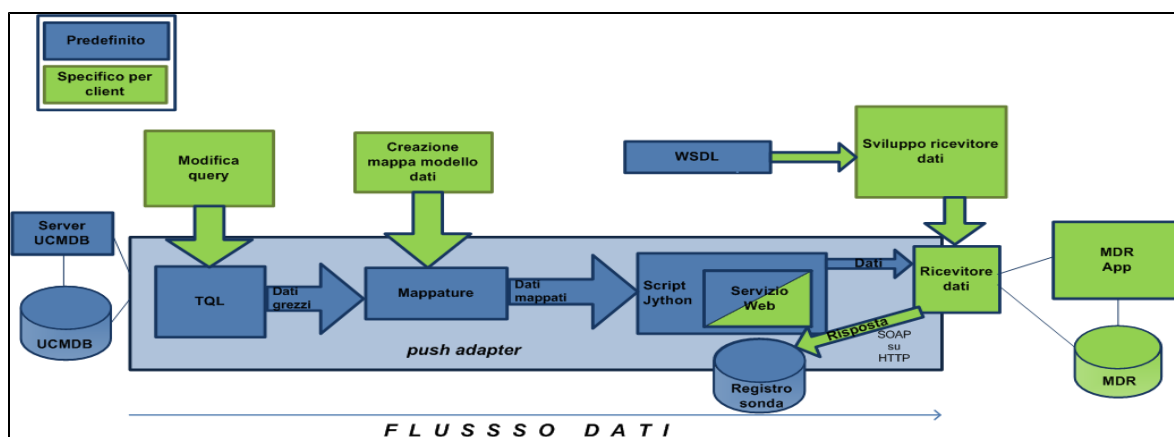 Predefinito
Specifico per
client
Modifica
query
Creazione
mappa modello
dati
WSDL
Sviluppo ricevitore
dati
Server
UCMDB
UCMDB
TQL
Dati
grezzi
Mappature
Dati
mappati
Script
Jython
Servizio
Web
Dati
Ricevitore
dati
MDR
App
MDR
Risposta
SOAP
su
HTTP
push adapter
Registro
sonda
FLUSSSO DATI